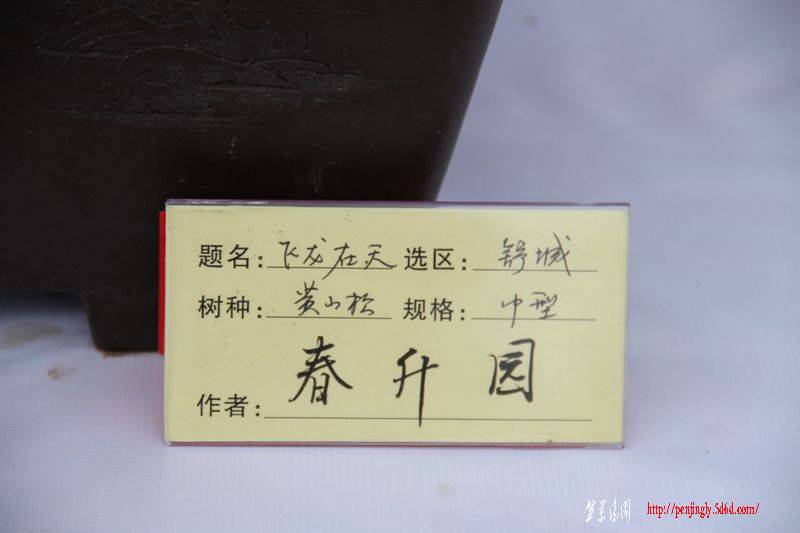 题名:飞龙在天 选区:舒城
树种:黄山松 规格:中型
作者:春升园
http://penjingly.5d6d.com/